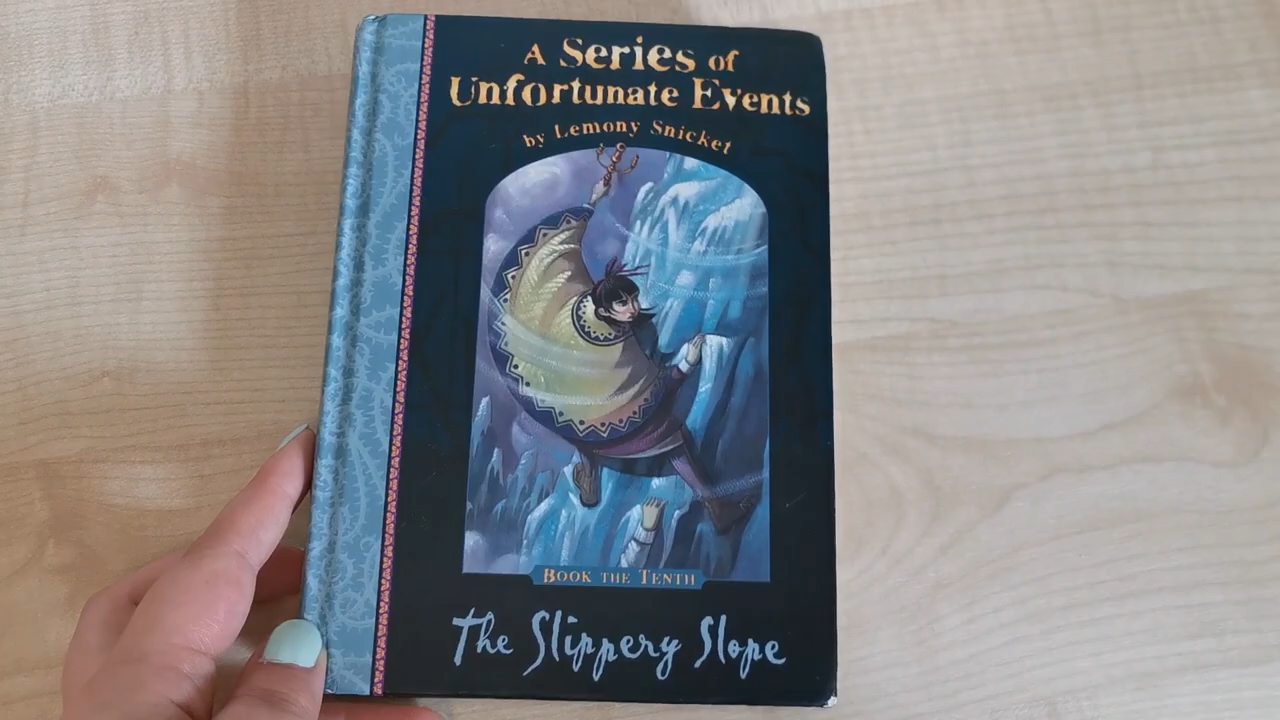 A Series of
Unfortunate Events
by Lemony Snicket
Book the Tenth
The Slippery Slope